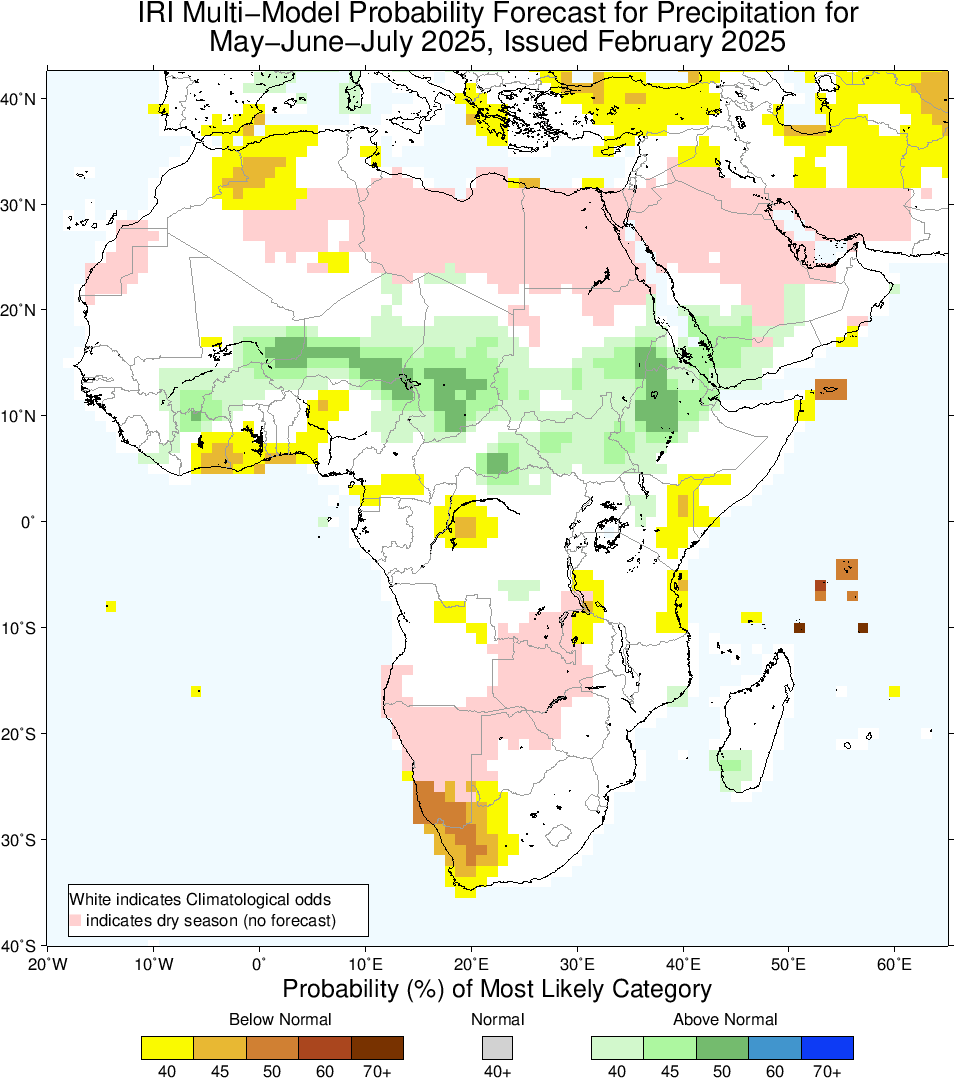 IRI Multi−Model Probability Forecast for Precipitation for
May−June−July 2025, Issued February 2025
40˚N
30˚N
20˚N
10˚N
0˚
10˚S
20˚S
30˚S
40˚S
White indicates Climatological odds
indicates dry season (no forecast)
20˚W 10˚W 0˚ 10˚E 20˚E 30˚E 40˚E 50˚E 60˚E
Probability (%) of Most Likely Category
Below Normal Normal Above Normal
40 45 50 60 70+ 40+ 40 45 50 60 70+